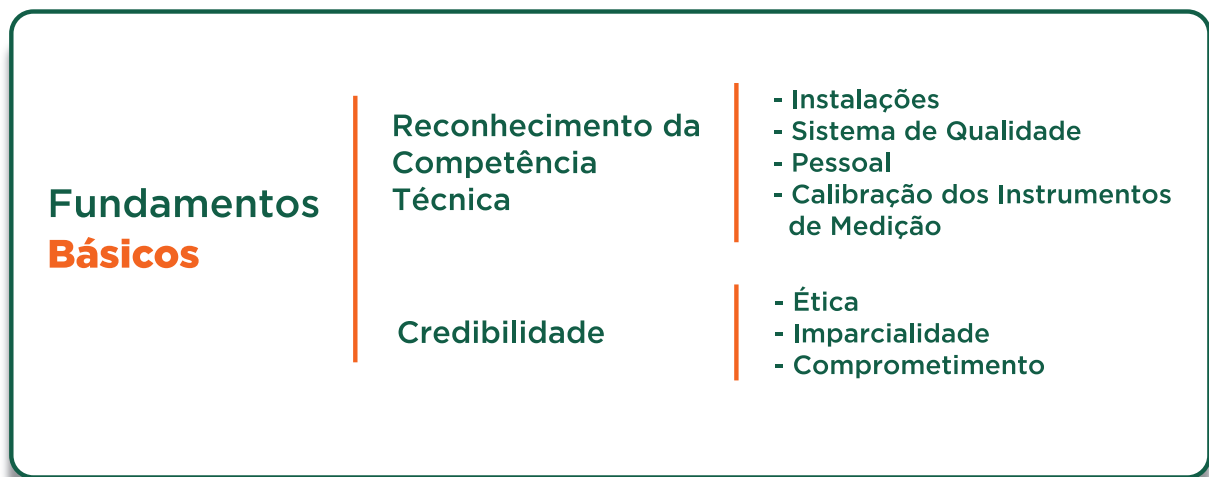 Fundamentos
Básicos
Reconhecimento da
Competência
Técnica
- Instalações
- Sistema de Qualidade
- Pessoal
- Calibração dos Instrumentos
de Medição
Credibilidade
- Ética
- Imparcialidade
- Comprometimento